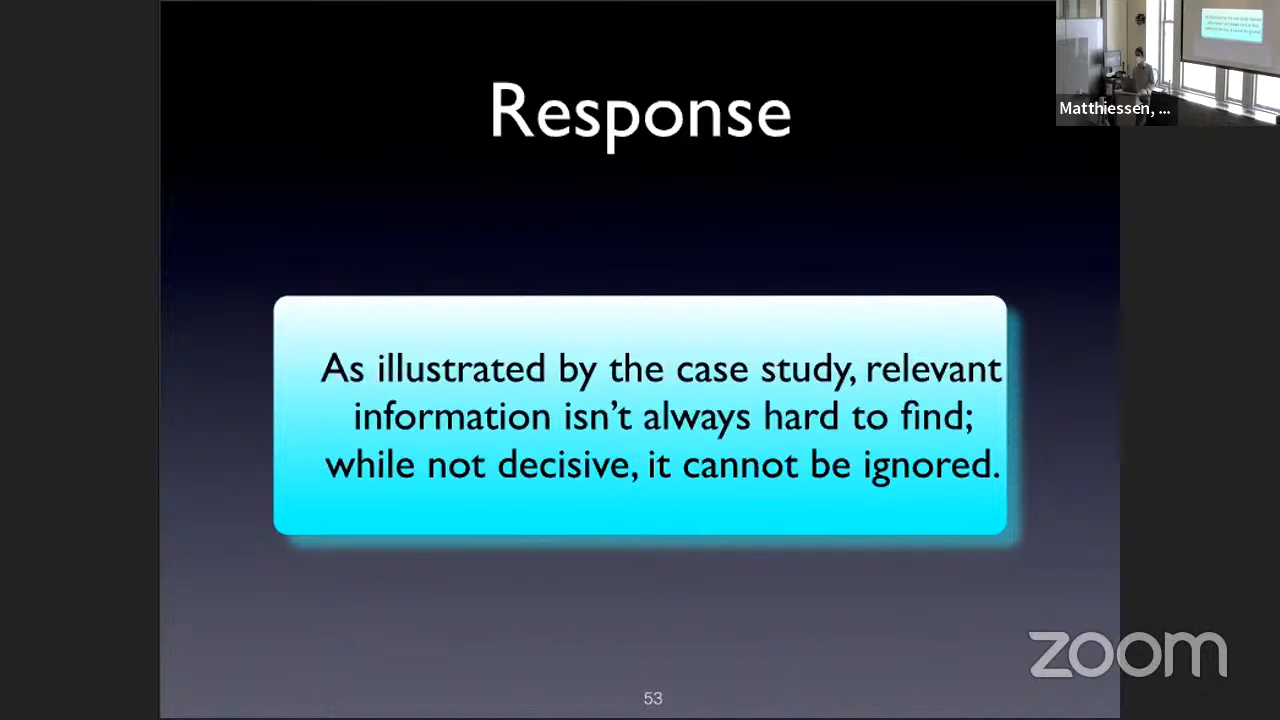 Response
As illustrated by the case study, relevant
information isn't always hard to find;
while not decisive, it cannot be ignored.
53
Matthiessen, ...
zoom